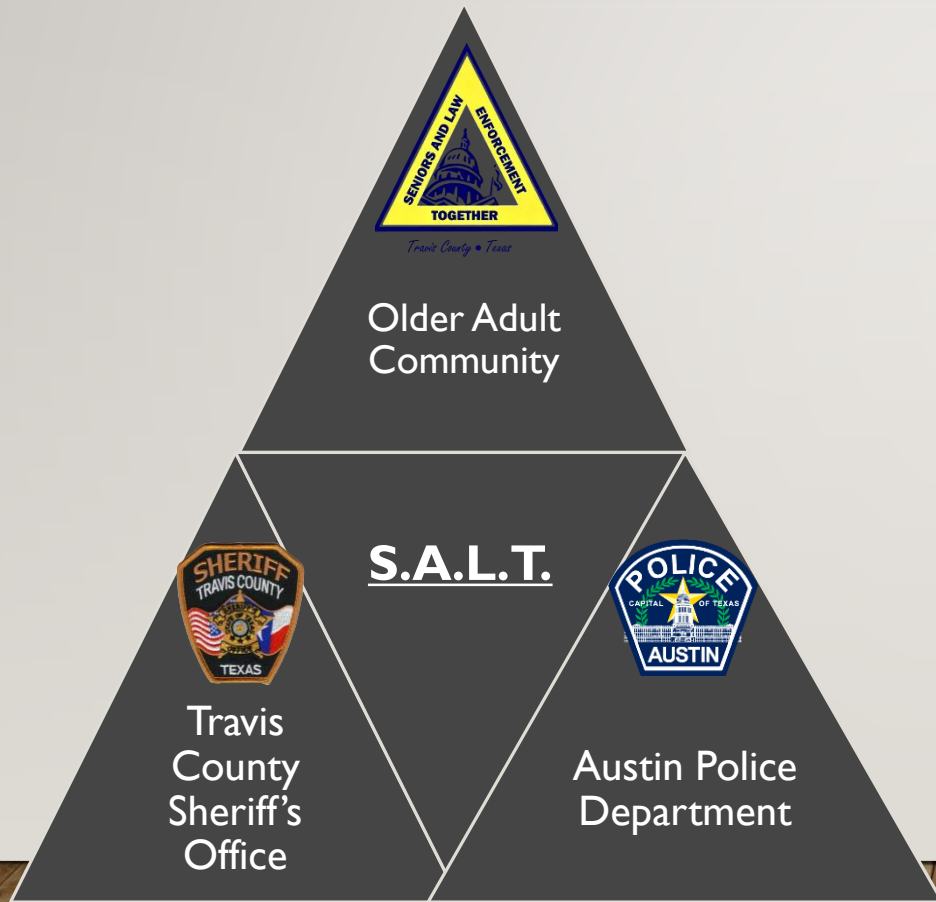 SENIORS AND LAW
ENFORCEMENT
TOGETHER
Travis County • Texas
Older Adult
Community
S.A.L.T.
SHERIFF
TRAVIS COUNTY
TEXAS
POLICE
CAPITAL OF TEXAS
AUSTIN
Travis
County
Sheriff's
Office
Austin Police
Department